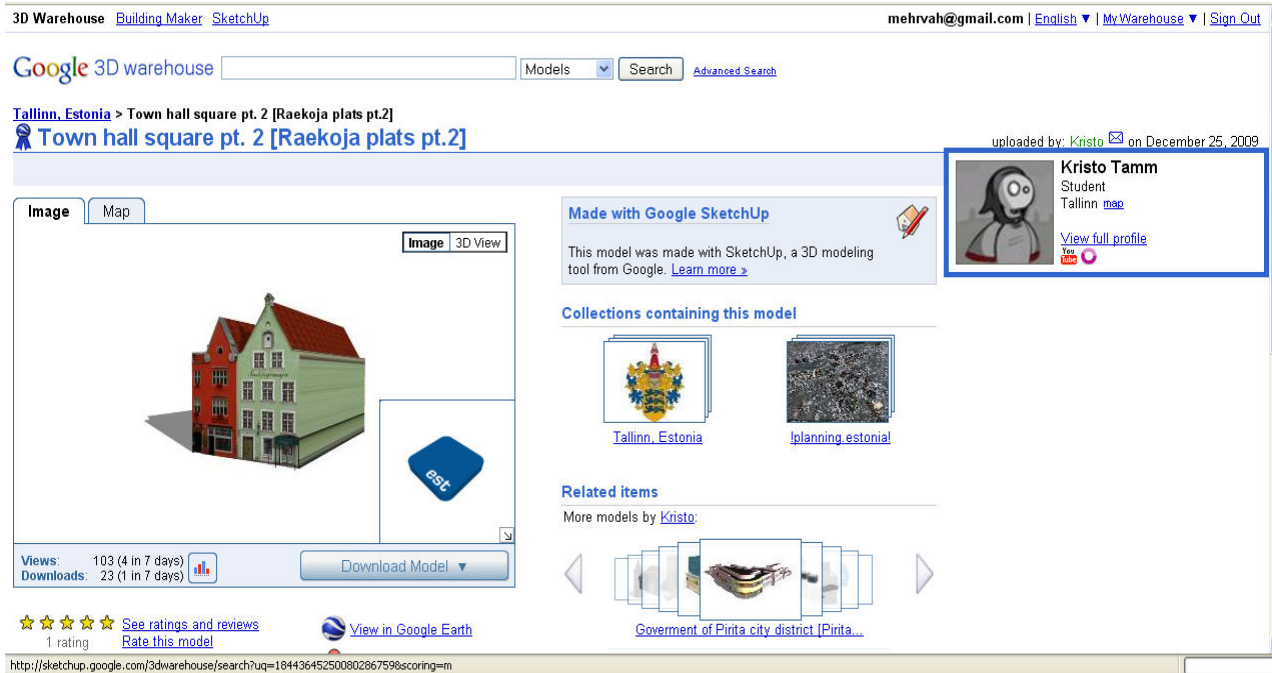 3D Warehouse Building Maker SketchUp
mehrvah@gmail.com | English ▼ | My Warehouse ▼ | Sign Out
Google 3D warehouse
Models
Search
Advanced Search
Tallinn, Estonia > Town hall square pt. 2 [Raekoja plats pt.2]
Town hall square pt. 2 [Raekoja plats pt.2]
uploaded by: Kristo on December 25, 2009
Kristo Tamm
Student
Tallinn map
View full profile
You Tube
Image
Map
Image 3D View
est
Views: 103 (4 in 7 days)
Downloads: 23 (1 in 7 days)
Download Model ▼
See ratings and reviews
1 rating
Rate this model
View in Google Earth
Made with Google SketchUp
This model was made with SketchUp, a 3D modeling
tool from Google. Learn more »
Collections containing this model
Tallinn, Estonia
!planning.estonia!
Related items
More models by Kristo:
Goverment of Pirita city district [Pirita...
http://sketchup.google.com/3dwarehouse/search?uq=18443645250080286759&scoring=m